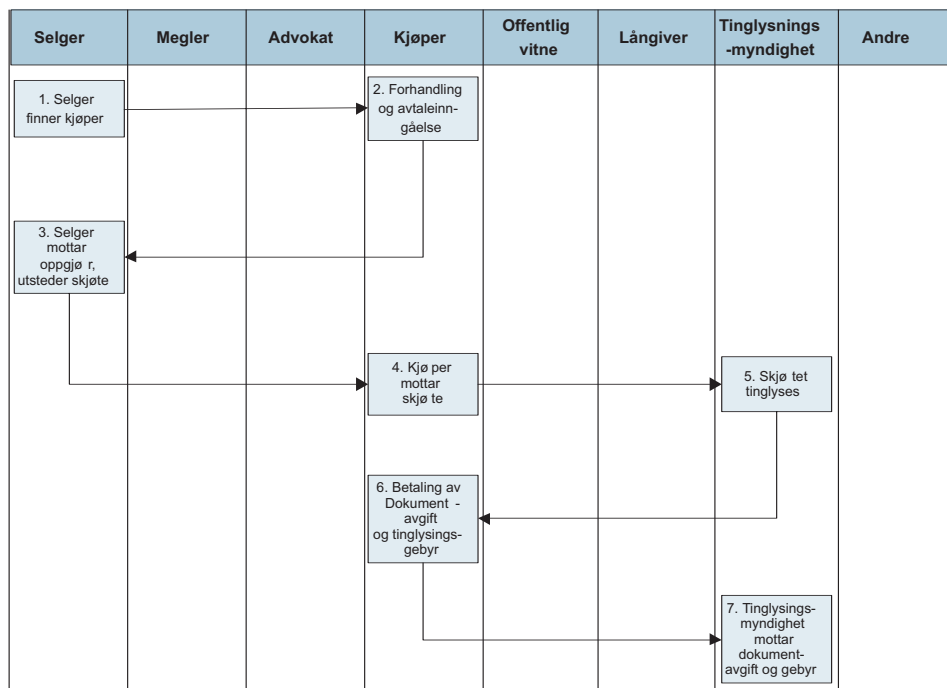 Selger
Megler
Advokat
Kjøper
Offentlig
vitne
Långiver
Tinglysnings
-myndighet
Andre
1. Selger
finner kjøper
2. Forhandling
og avtaleinn-
gåelse
3. Selger
mottar
oppgjø r,
utsteder skjøte
4. Kjø per
mottar
skjø te
5. Skjø tet
tinglyses
6. Betaling av
Dokument -
avgift
og tinglysings-
gebyr
7. Tinglysings-
myndighet
mottar
dokument-
avgift og gebyr